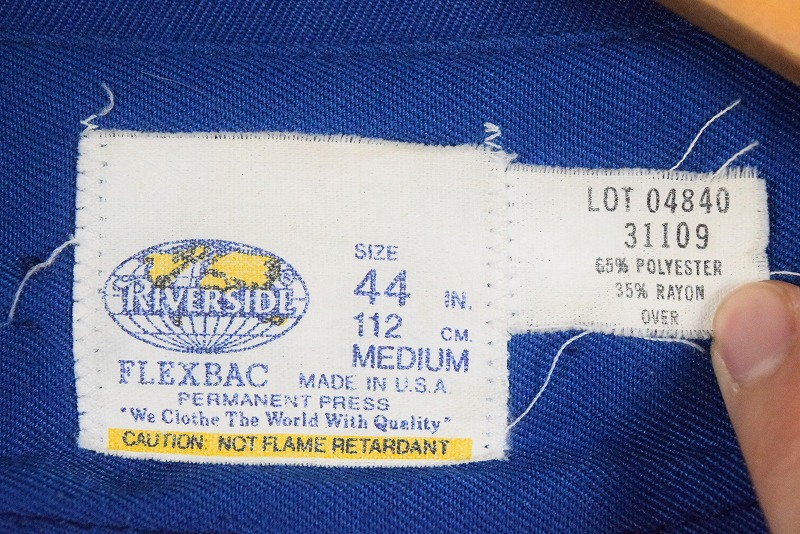 RIVERSIDE
FLEXBAC
SIZE
44 IN.
112 CM.
MEDIUM
MADE IN U.S.A.
PERMANENT PRESS
"We Clothe The World With Quality"
CAUTION: NOT FLAME RETARDANT
LOT 04840
31109
65% POLYESTER
35% RAYON
OVER